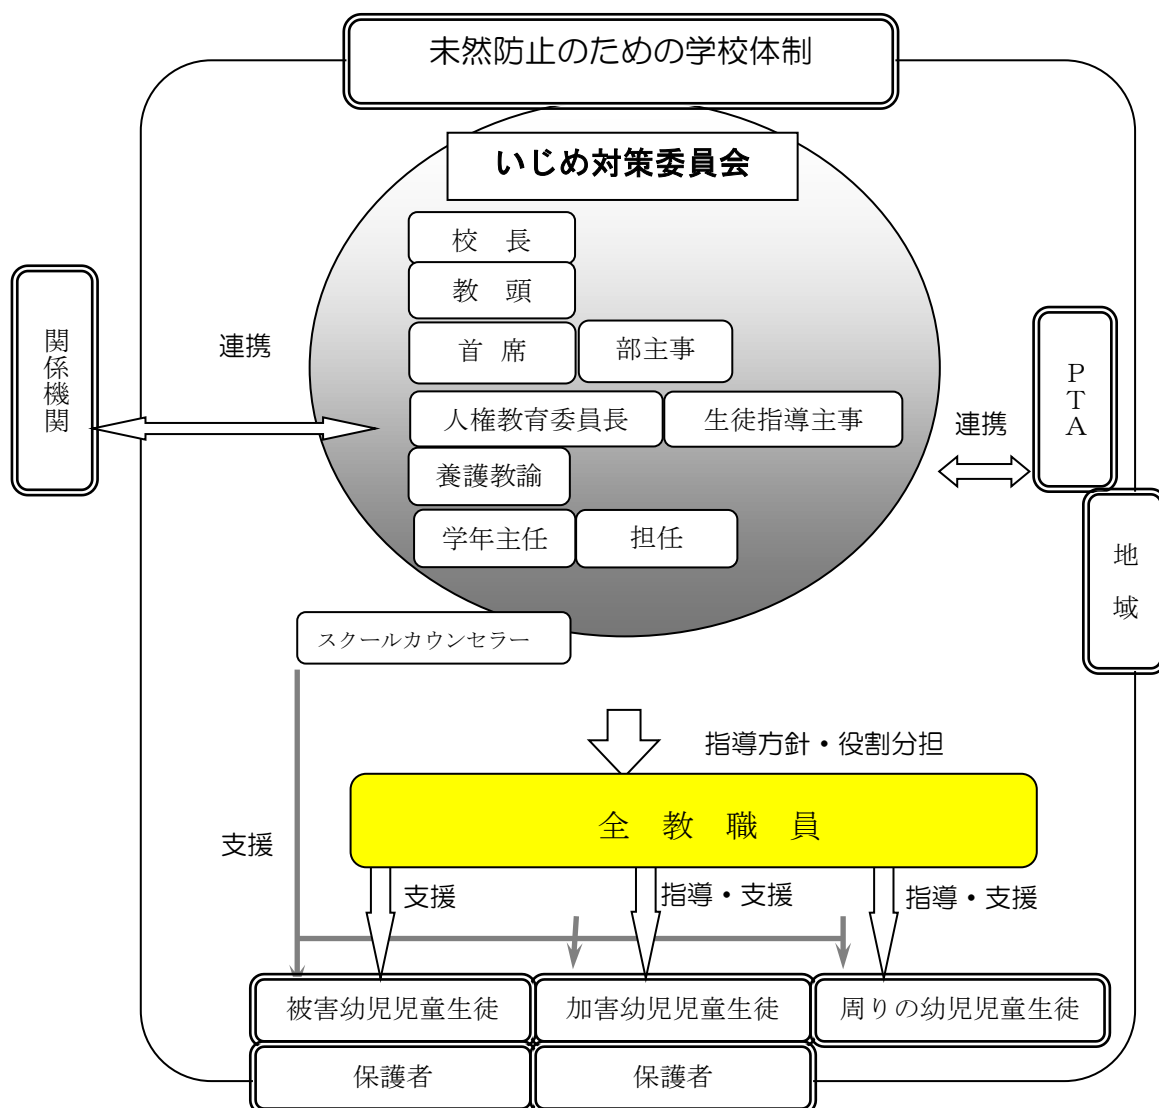 未然防止のための学校体制
いじめ対策委員会
校　長
教　頭
首 席
部主事
人権教育委員長
生徒指導主事
養護教諭
学年主任
担任
スクールカウンセラー
関係機関
連携
連携
PTA
地域
指導方針・役割分担
全　教　職　員
支援
支援
指導・支援
指導・支援
被害幼児児童生徒
加害幼児児童生徒
周りの幼児児童生徒
保護者
保護者